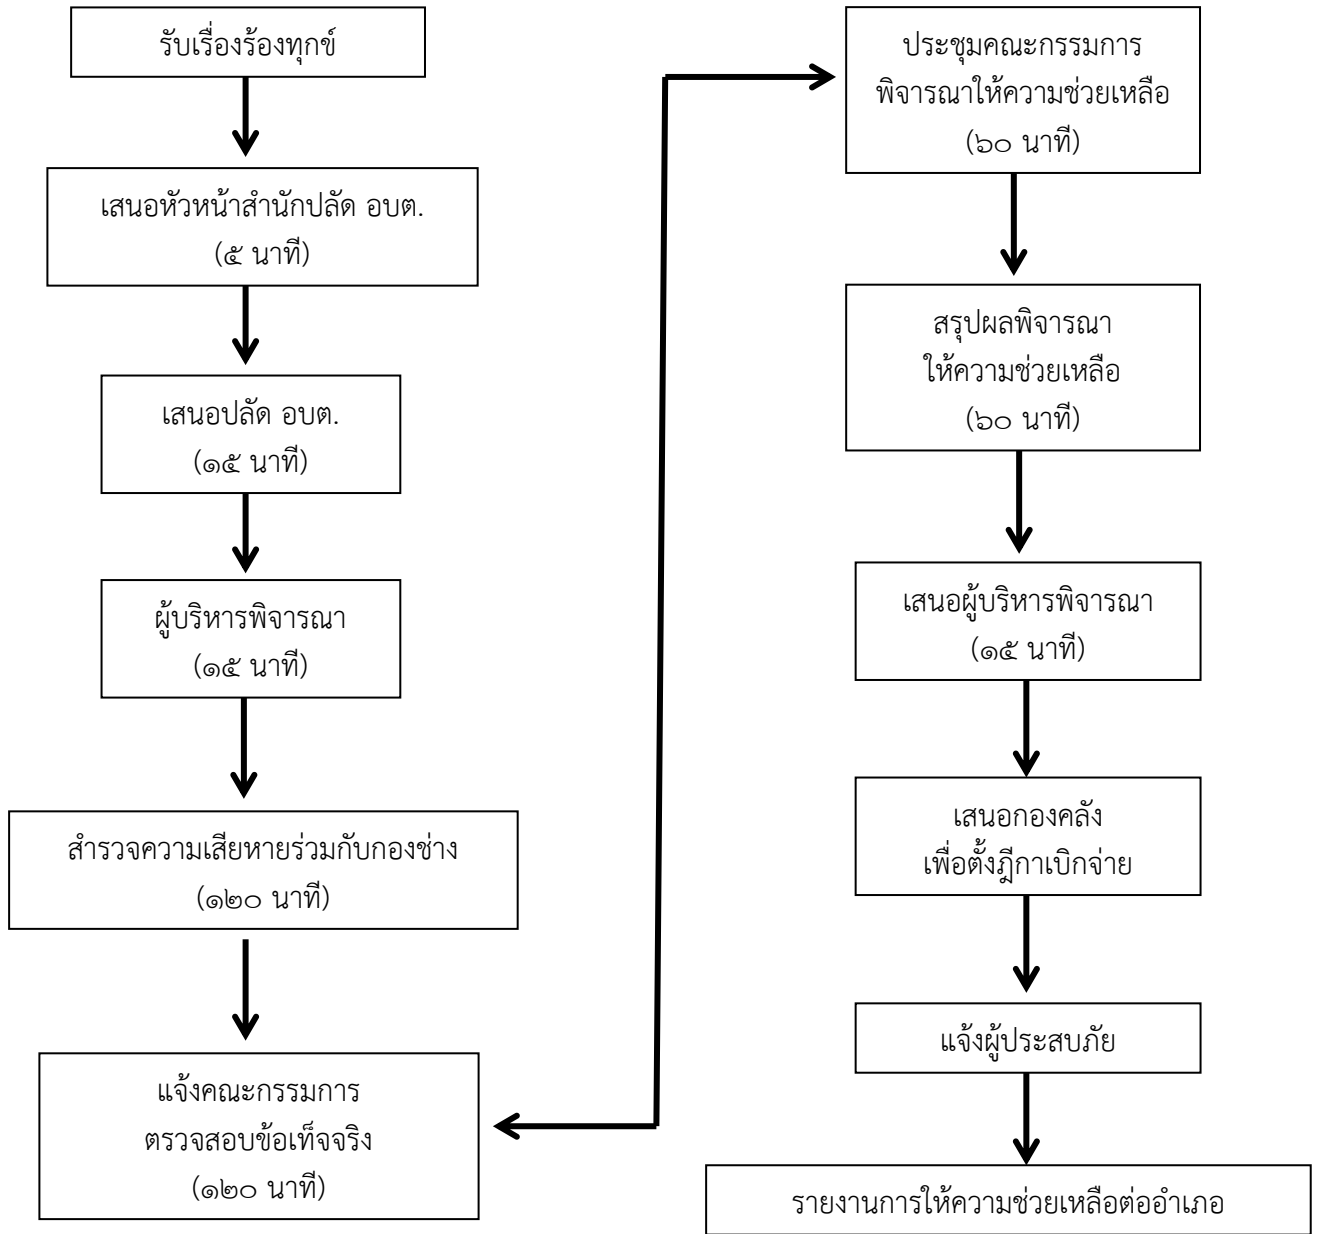 รับเรื่องร้องทุกข์
เสนอหัวหน้าสำนักปลัด อบต.
(๕ นาที)
เสนอปลัด อบต.
(๑๕ นาที)
ผู้บริหารพิจารณา
(๑๕ นาที)
สำรวจความเสียหายร่วมกับกองช่าง
(๑๒๐ นาที)
แจ้งคณะกรรมการ
ตรวจสอบข้อเท็จจริง
(๑๒๐ นาที)
ประชุมคณะกรรมการ
พิจารณาให้ความช่วยเหลือ
(๖๐ นาที)
สรุปผลพิจารณา
ให้ความช่วยเหลือ
(๖๐ นาที)
เสนอผู้บริหารพิจารณา
(๑๕ นาที)
เสนอกองคลัง
เพื่อตั้งฎีกาเบิกจ่าย
แจ้งผู้ประสบภัย
รายงานการให้ความช่วยเหลือต่ออำเภอ